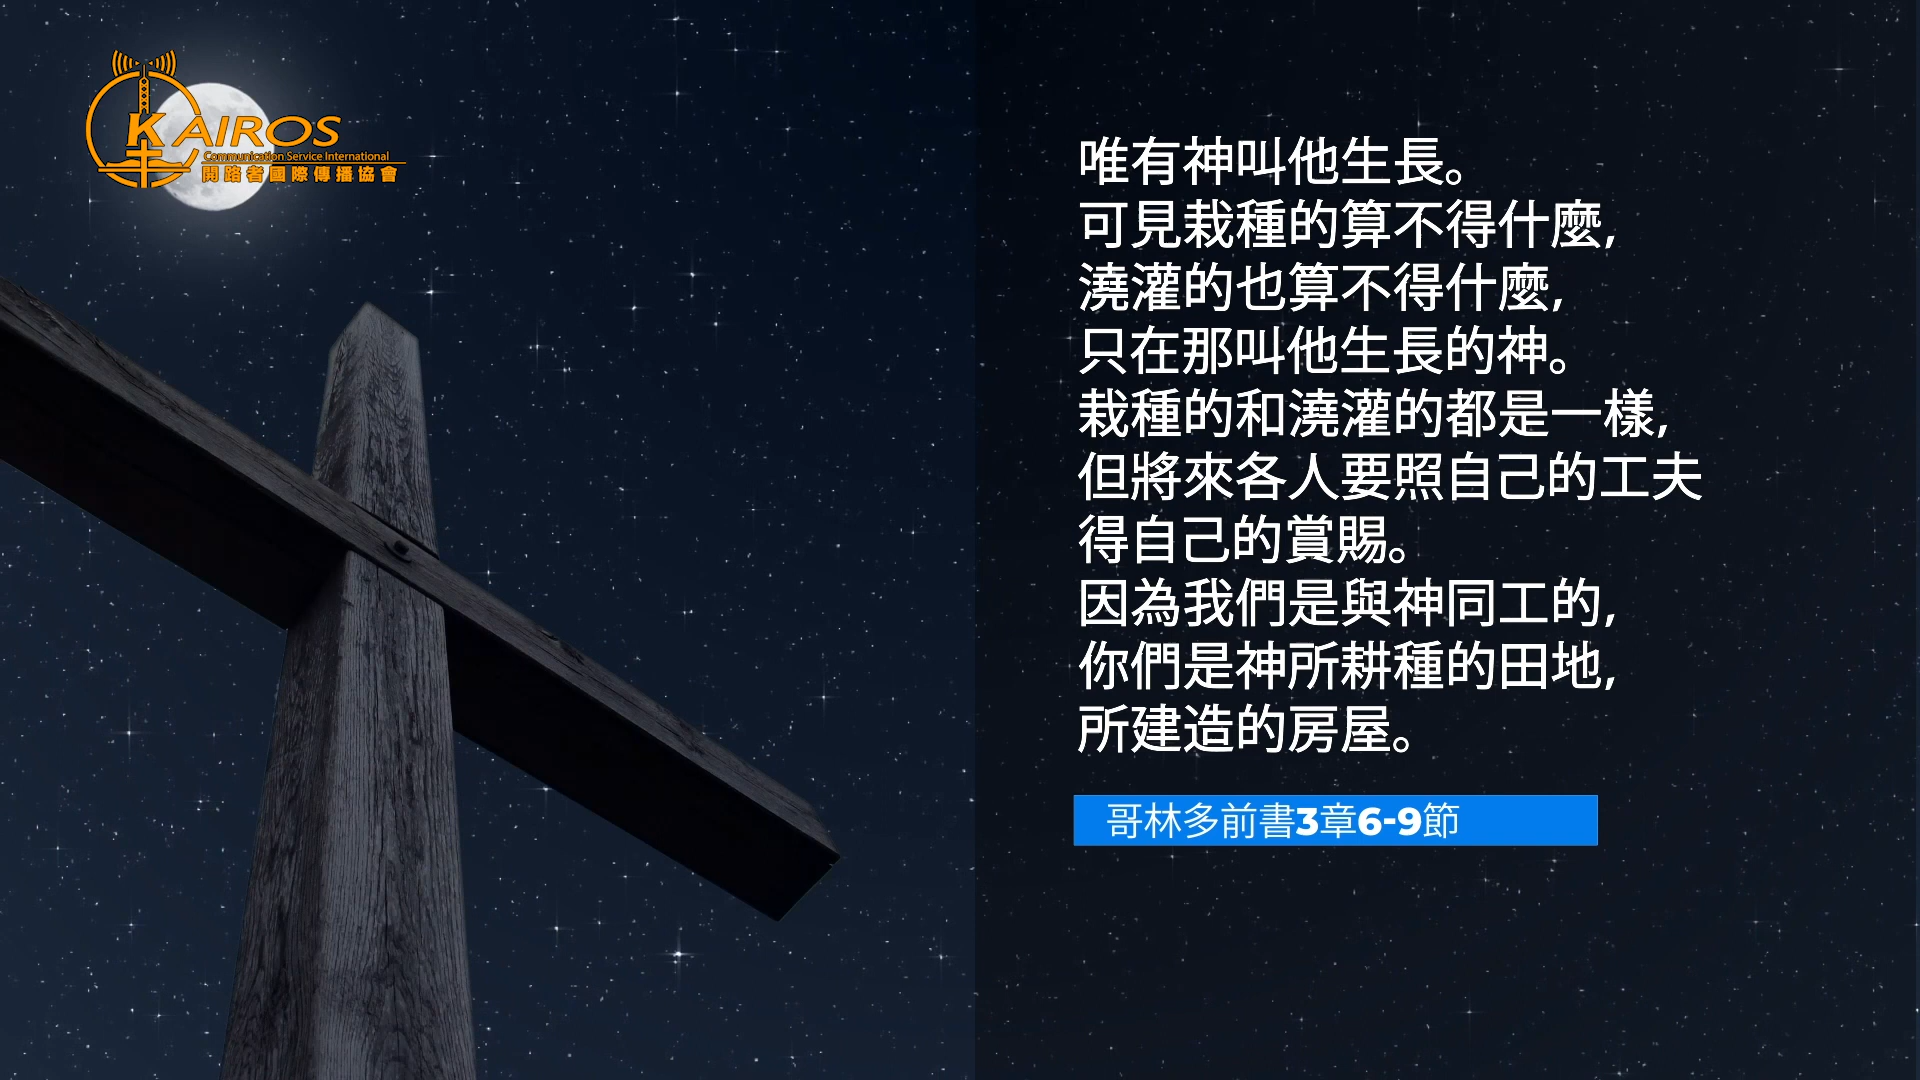 KAIROS
Communication Service International
開路者國際傳播協會
唯有神叫他生長。
可見栽種的算不得什麼,
澆灌的也算不得什麼,
只在那叫他生長的神。
栽種的和澆灌的都是一樣,
但將來各人要照自己的工夫
得自己的賞賜。
因為我們是與神同工的,
你們是神所耕種的田地,
所建造的房屋。
哥林多前書3章6-9節